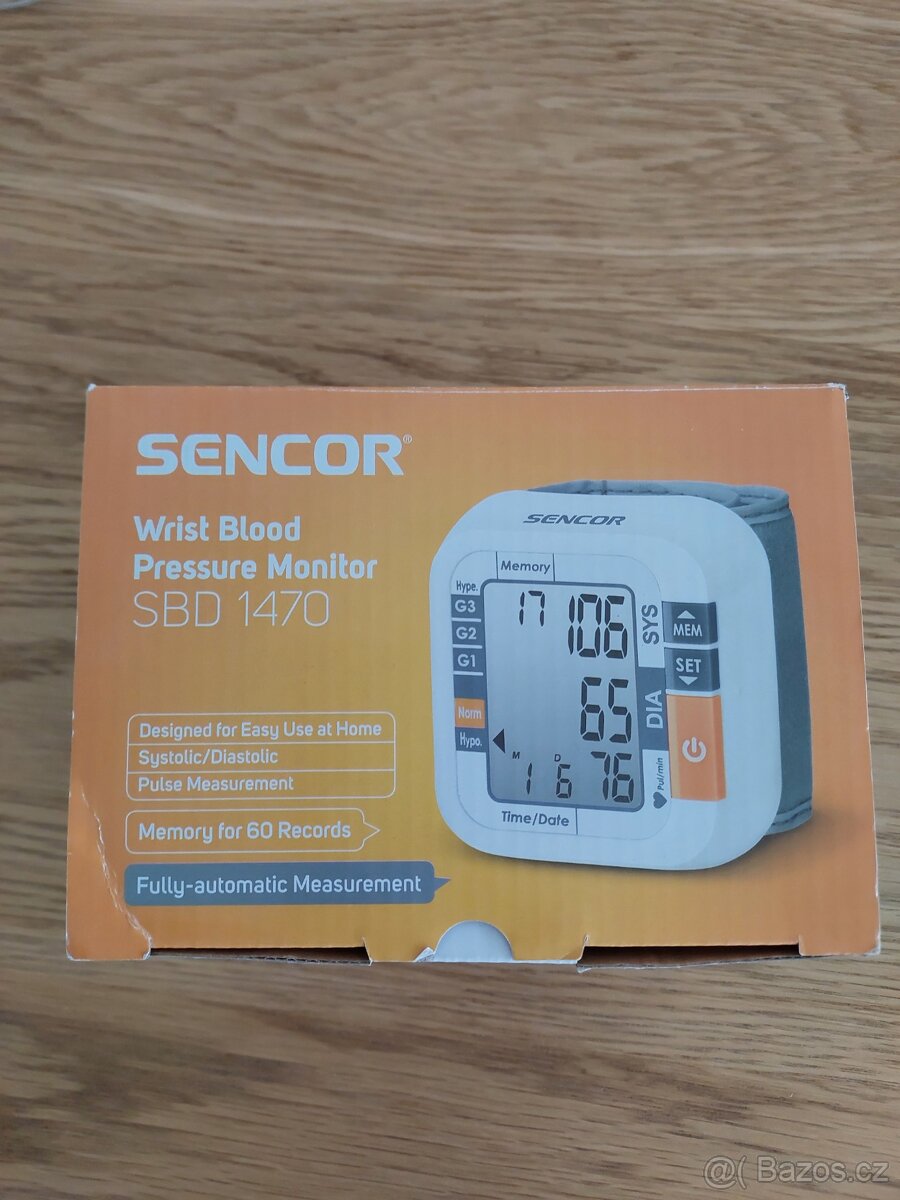 SENCOR®
Wrist Blood
Pressure Monitor
SBD 1470
Designed for Easy Use at Home
Systolic/Diastolic
Pulse Measurement
Memory for 60 Records
Fully-automatic Measurement
SENCOR
Memory
Hype.
G3
G2
G1
Norm
Hypo.
17 106
65
M D
1 6 76
SYS
DIA
Pul/min
MEM
SET
Time/Date
@( Bazos.cz